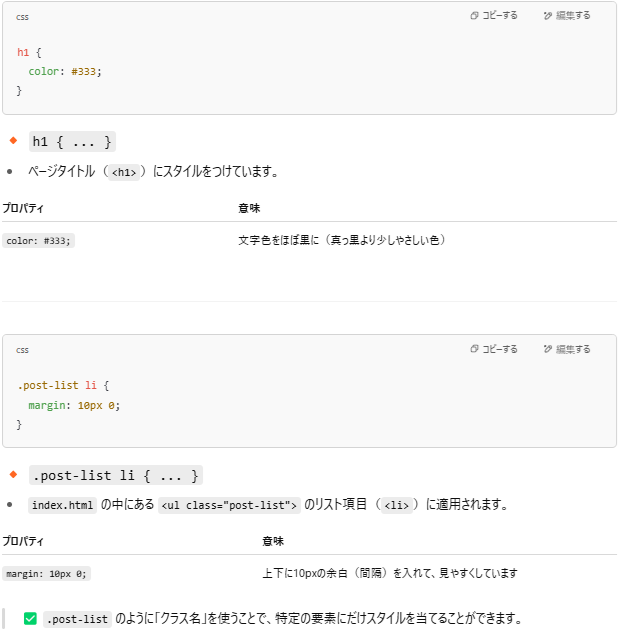 css
コピーする
編集する
h1 {
color: #333;
}
h1 { ... }
ページタイトル（<h1>）にスタイルをつけています。
プロパティ 意味
color: #333; 文字色をほぼ黒に（真っ黒より少しやさしい色）
css
コピーする
編集する
.post-list li {
margin: 10px 0;
}
.post-list li { ... }
index.html の中にある <ul class="post-list"> のリスト項目（<li>）に適用されます。
プロパティ 意味
margin: 10px 0; 上下に10pxの余白（間隔）を入れて、見やすくしています
✅ .post-list のように「クラス名」を使うことで、特定の要素にだけスタイルを当てることができます。